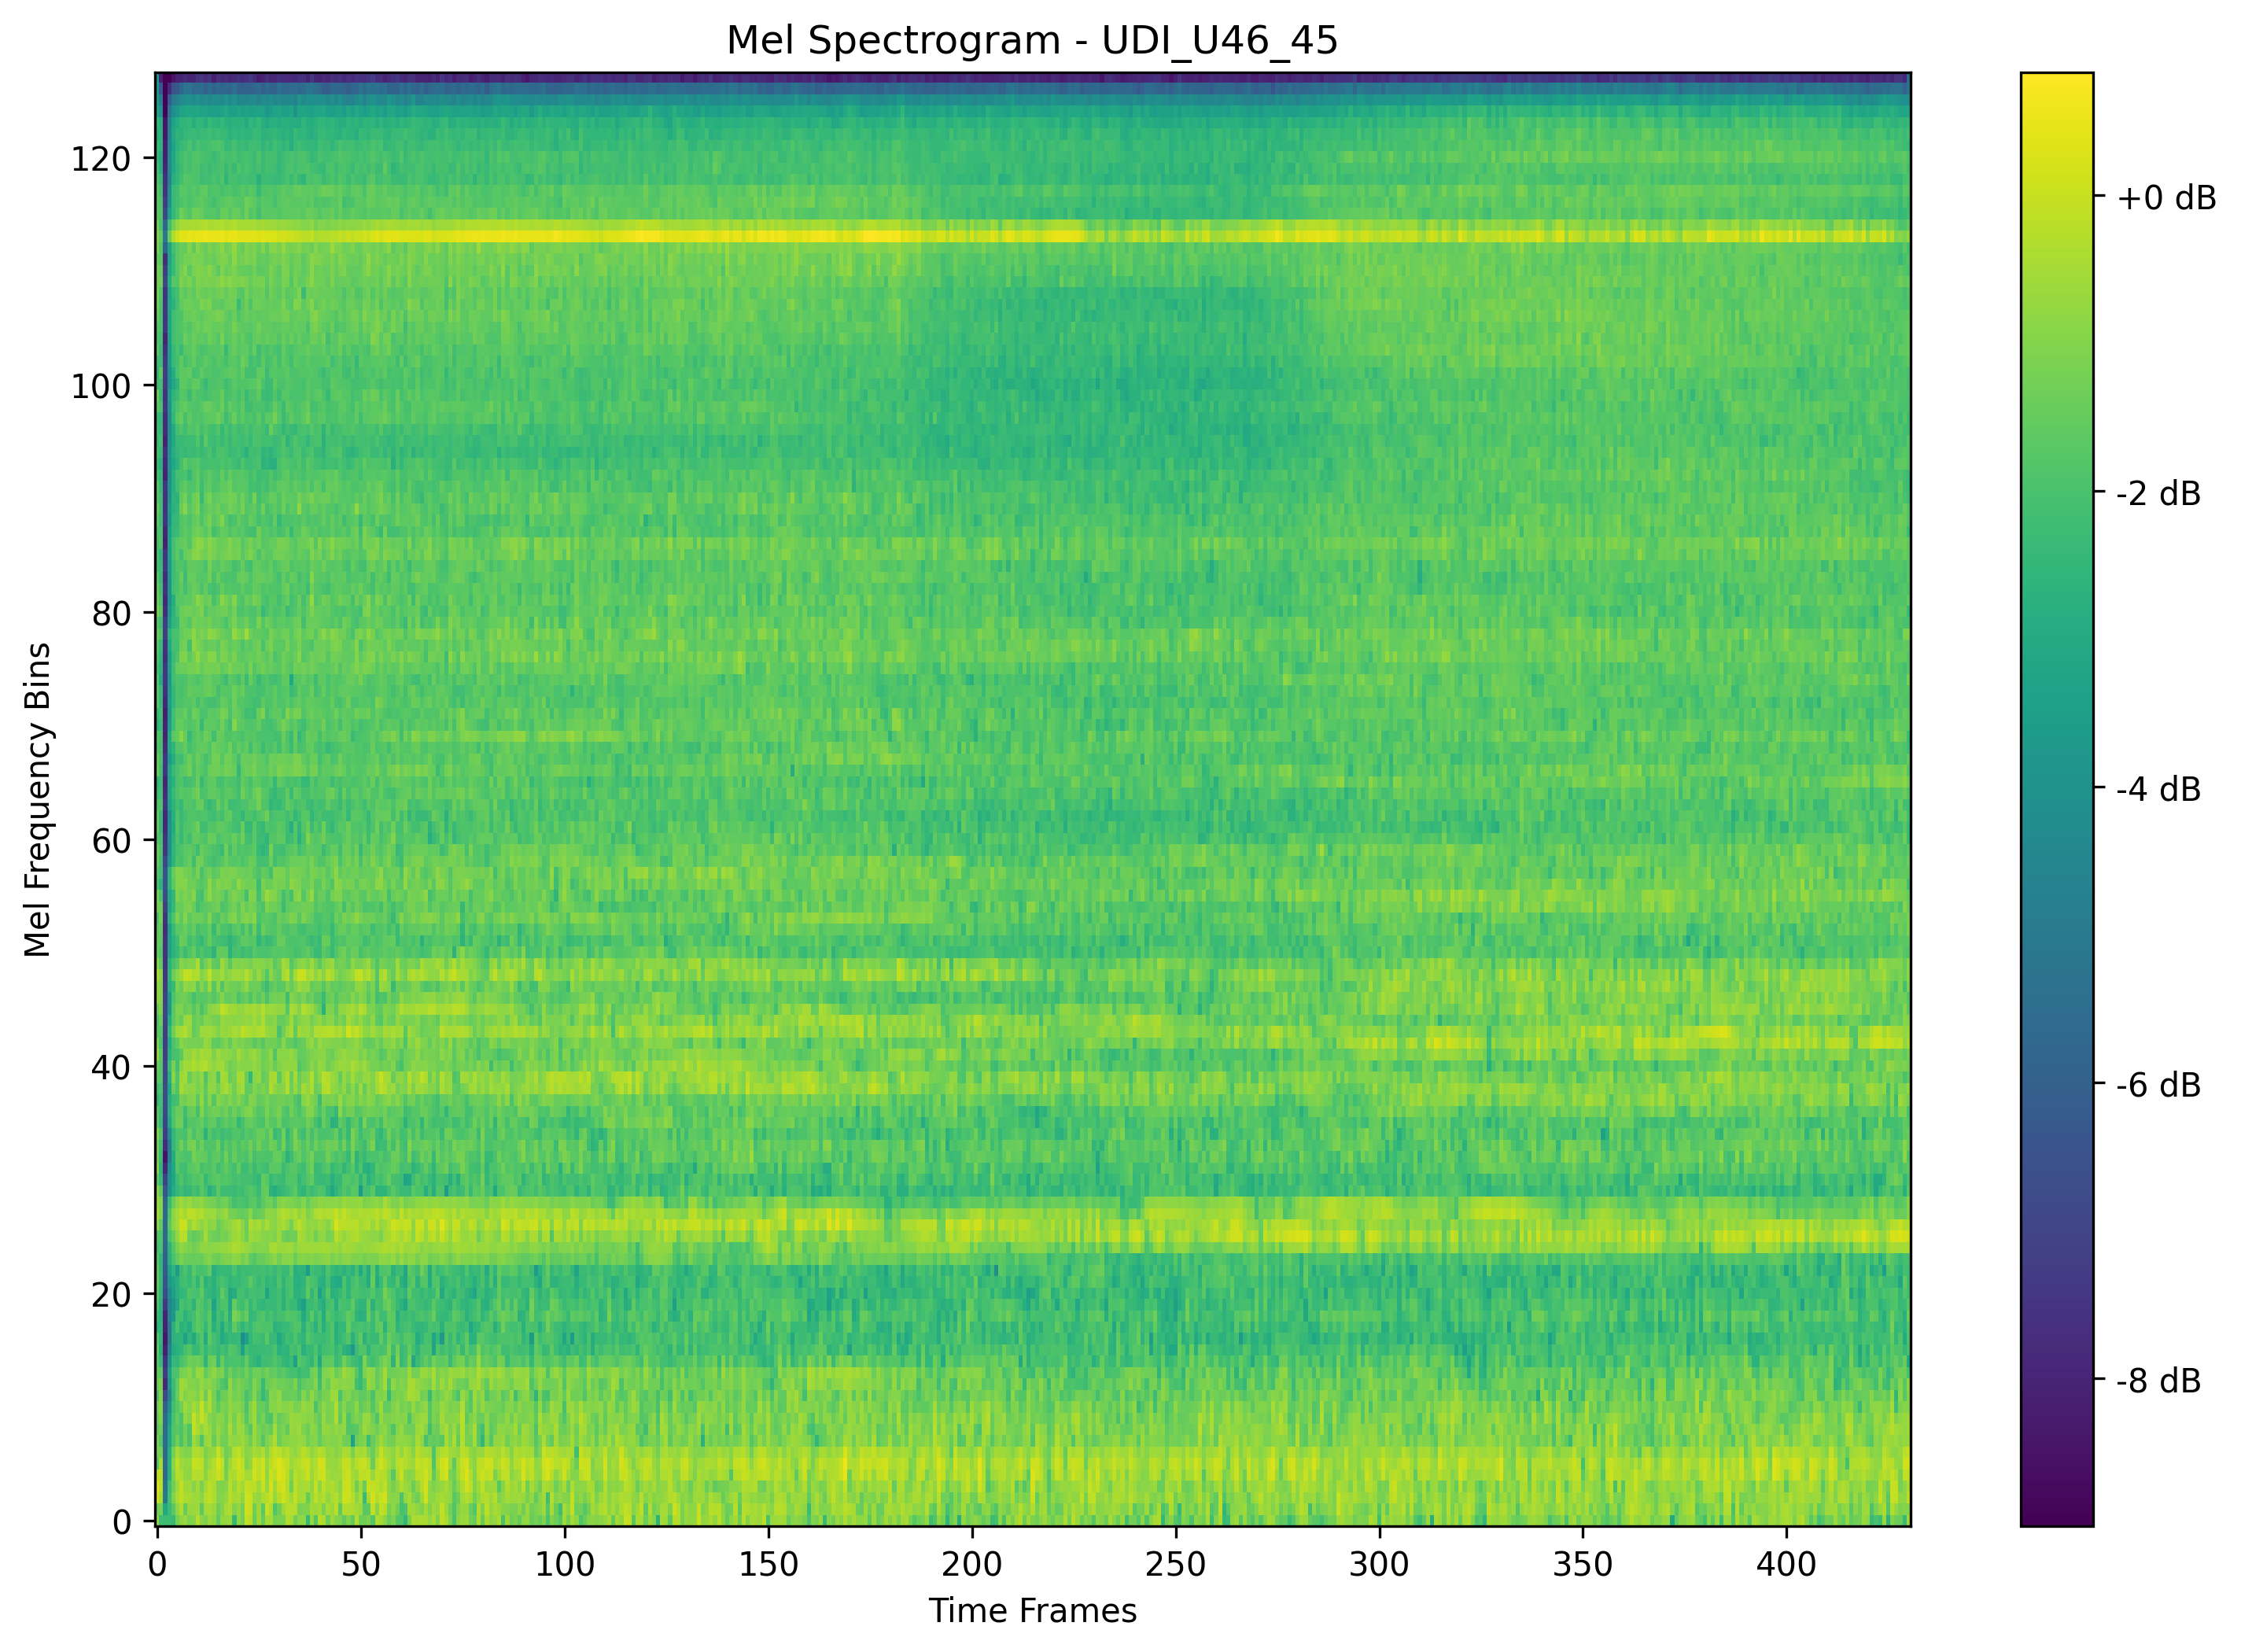 Mel Spectrogram - UDI_U46_45
Mel Frequency Bins
120
100
80
60
40
20
0
0 50 100 150 200 250 300 350 400
Time Frames
+0 dB
-2 dB
-4 dB
-6 dB
-8 dB